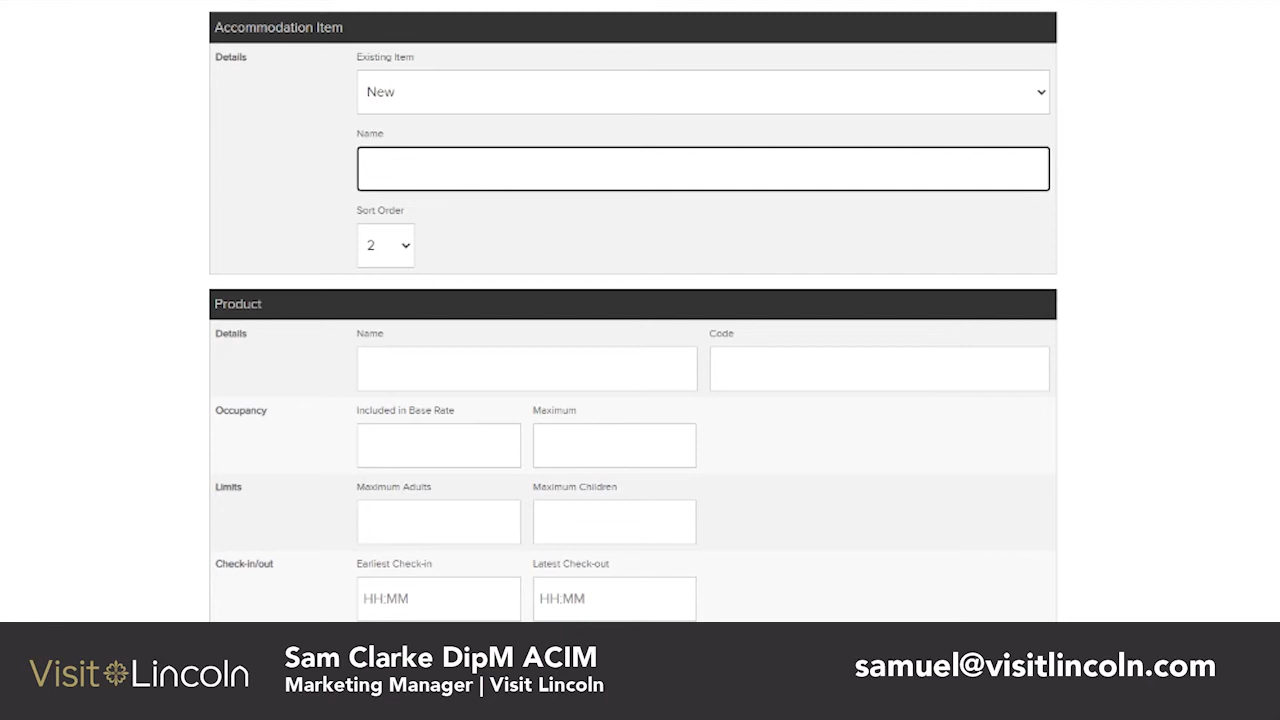 Accommodation Item
Details
Existing Item
New
Name
Sort Order
2
Product
Details
Name
Code
Occupancy
Included in Base Rate
Maximum
Limits
Maximum Adults
Maximum Children
Check-in/out
Earliest Check-in
Latest Check-out
HH:MM
HH:MM
Visit Lincoln
Sam Clarke DipM ACIM
Marketing Manager | Visit Lincoln
samuel@visitlincoln.com